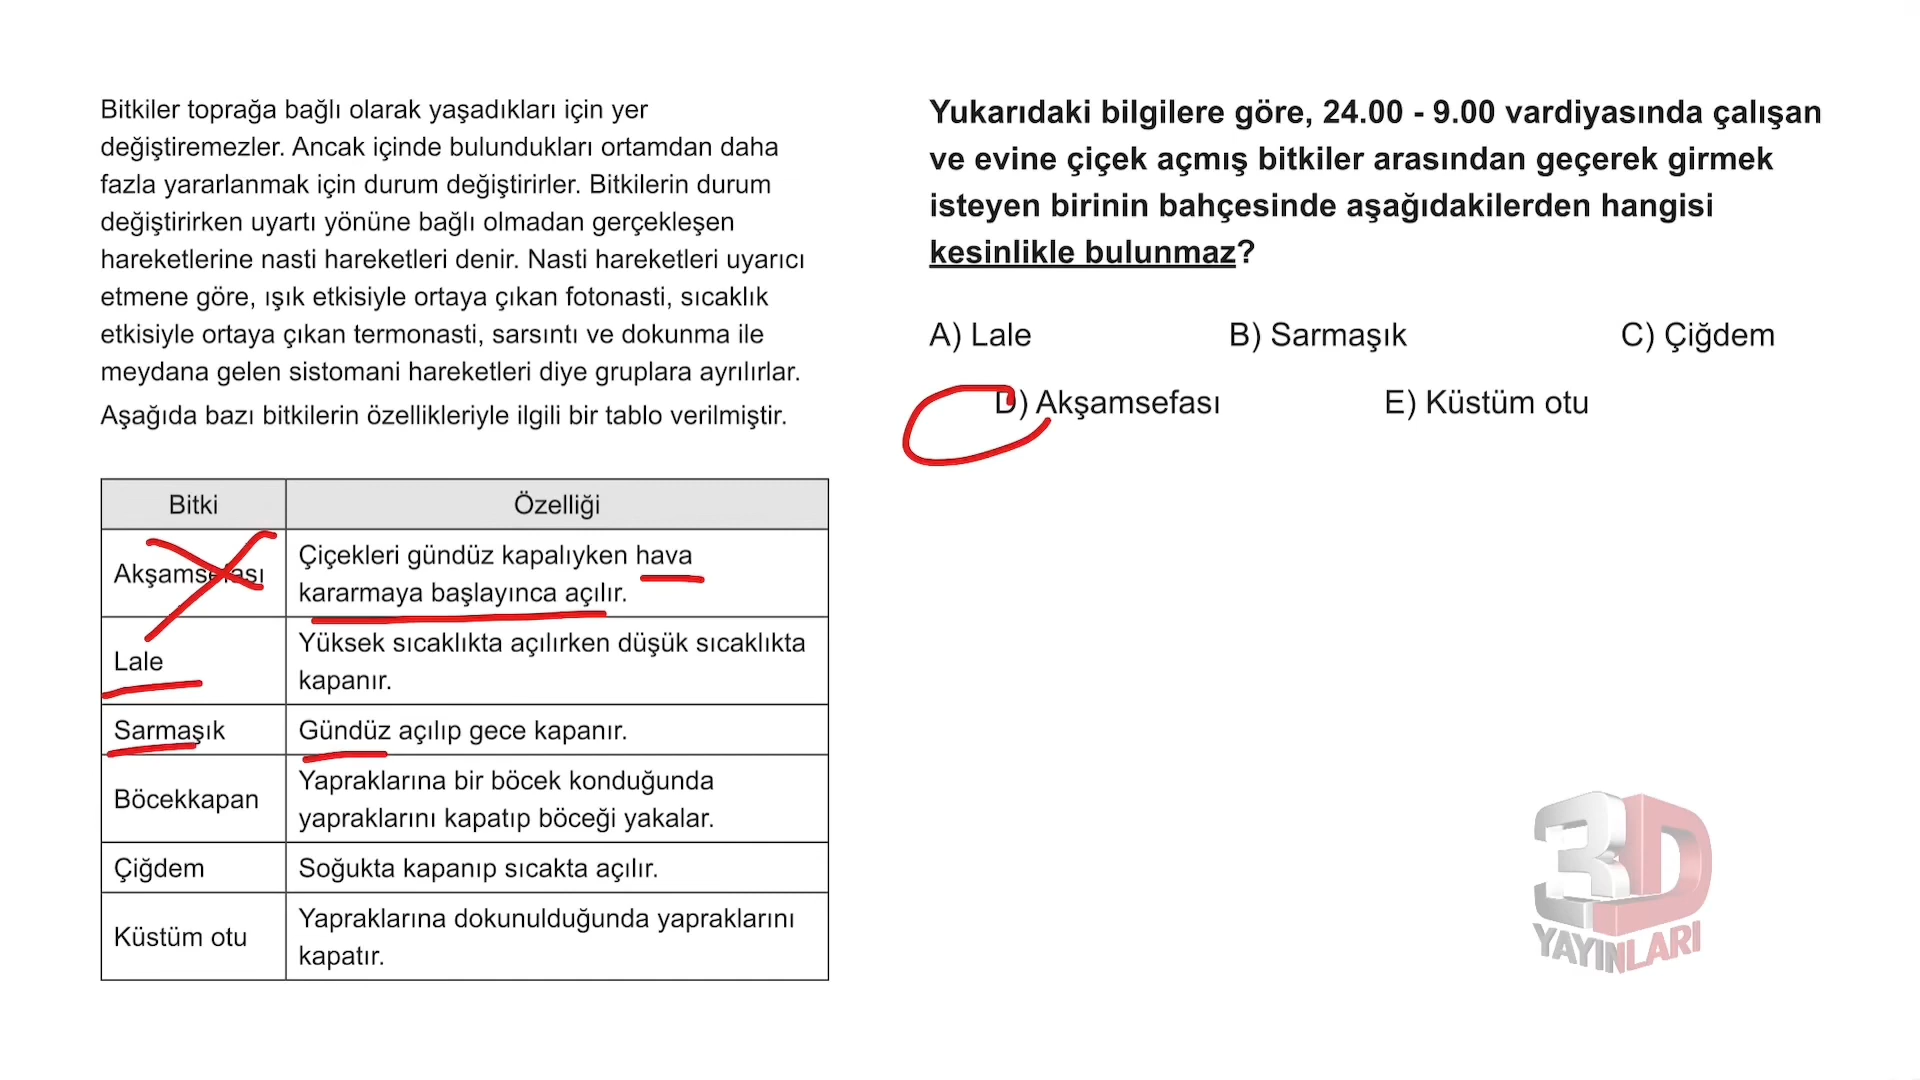 Bitkiler toprağa bağlı olarak yaşadıkları için yer
değiştiremezler. Ancak içinde bulundukları ortamdan daha
fazla yararlanmak için durum değiştirirler. Bitkilerin durum
değiştirirken uyartı yönüne bağlı olmadan gerçekleşen
hareketlerine nasti hareketleri denir. Nasti hareketleri uyarıcı
etmene göre, ışık etkisiyle ortaya çıkan fotonasti, sıcaklık
etkisiyle ortaya çıkan termonasti, sarsıntı ve dokunma ile
meydana gelen sistomani hareketleri diye gruplara ayrılırlar.
Aşağıda bazı bitkilerin özellikleriyle ilgili bir tablo verilmiştir.
Bitki Özelliği
Akşamsefası Çiçekleri gündüz kapalıyken hava
kararmaya başlayınca açılır.
Lale Yüksek sıcaklıkta açılırken düşük sıcaklıkta
kapanır.
Sarmaşık Gündüz açılıp gece kapanır.
Böcekkapan Yapraklarına bir böcek konduğunda
yapraklarını kapatıp böceği yakalar.
Çiğdem Soğukta kapanıp sıcakta açılır.
Küstüm otu Yapraklarına dokunulduğunda yapraklarını
kapatır.
Yukarıdaki bilgilere göre, 24.00 - 9.00 vardiyasında çalışan
ve evine çiçek açmış bitkiler arasından geçerek girmek
isteyen birinin bahçesinde aşağıdakilerden hangisi
kesinlikle bulunmaz?
A) Lale B) Sarmaşık C) Çiğdem
D) Akşamsefası E) Küstüm otu
3D
YAYINLARI